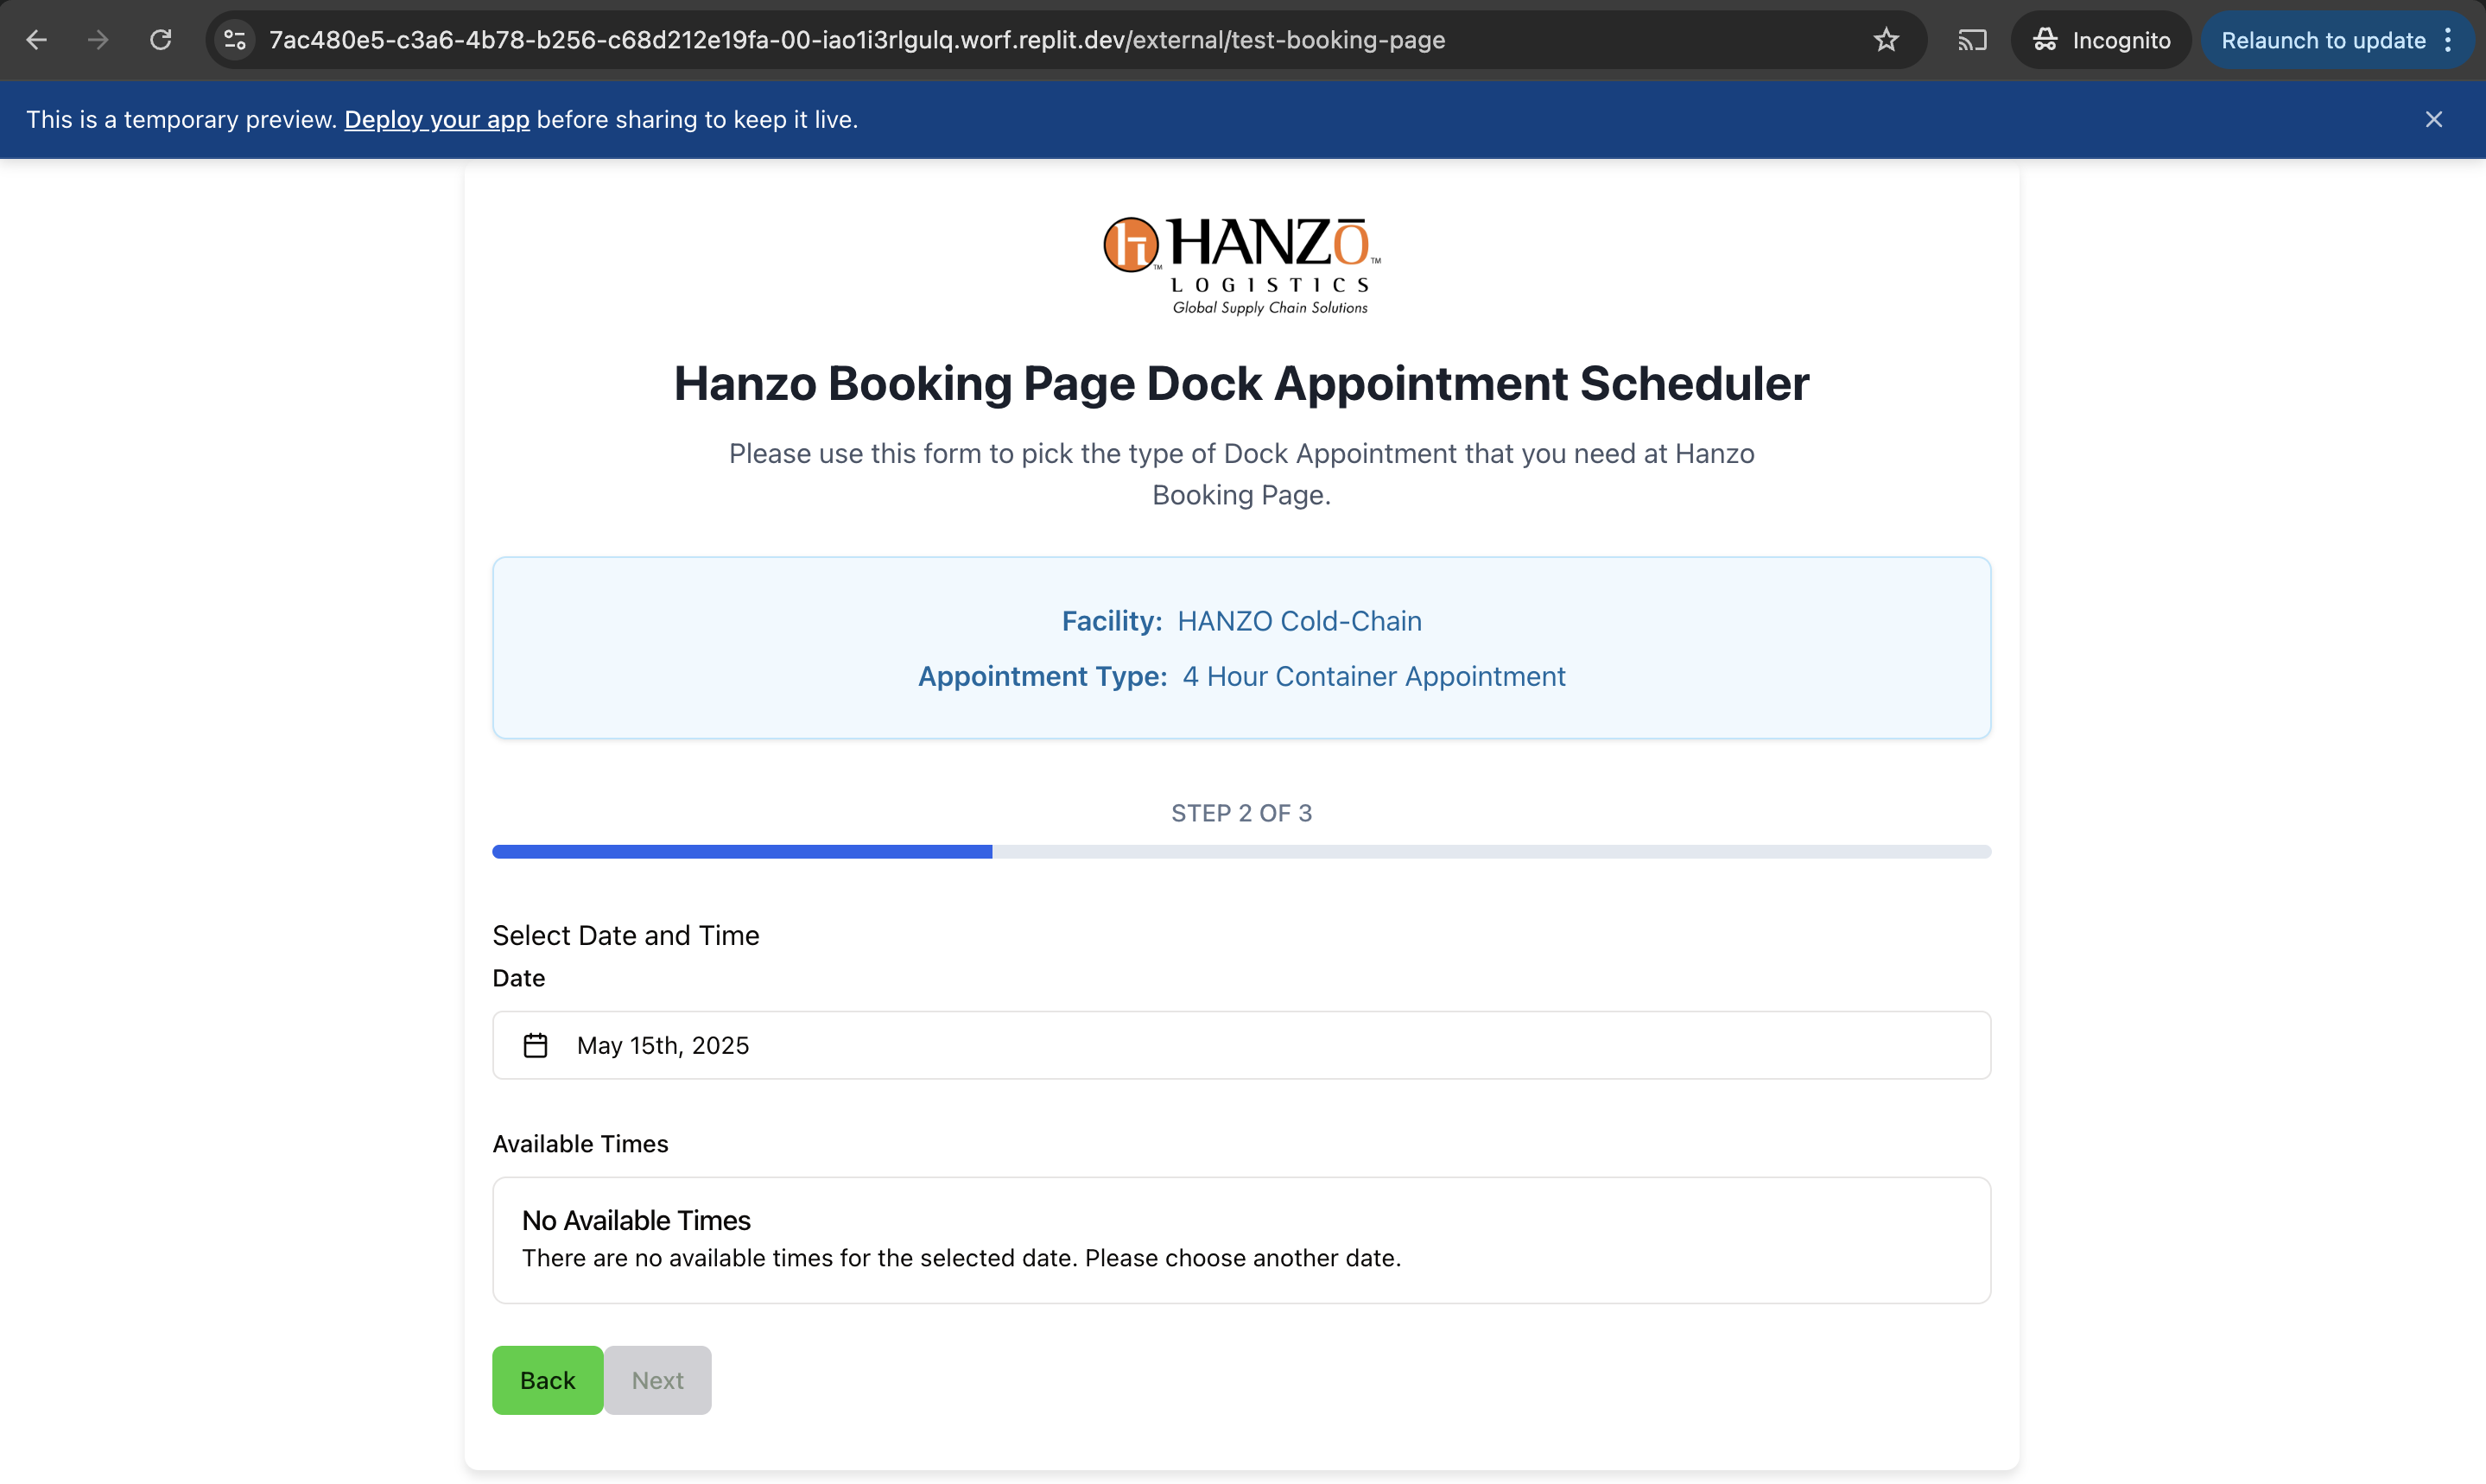 7ac480e5-c3a6-4b78-b256-c68d212e19fa-00-iao1i3rlgulq.worf.replit.dev/external/test-booking-page
Incognito
Relaunch to update
This is a temporary preview. Deploy your app before sharing to keep it live.
HANZŌ™
LOGISTICS
Global Supply Chain Solutions
Hanzo Booking Page Dock Appointment Scheduler
Please use this form to pick the type of Dock Appointment that you need at Hanzo
Booking Page.
Facility: HANZO Cold-Chain
Appointment Type: 4 Hour Container Appointment
STEP 2 OF 3
Select Date and Time
Date
May 15th, 2025
Available Times
No Available Times
There are no available times for the selected date. Please choose another date.
Back Next